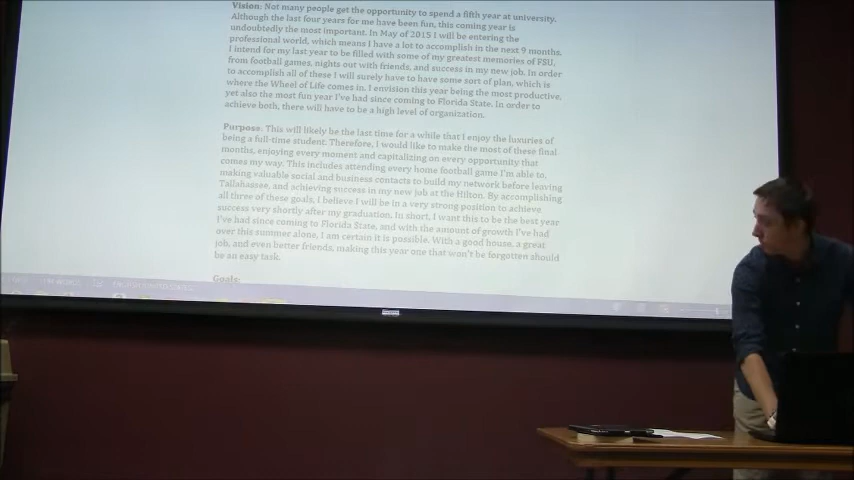 Vision: Not many people get the opportunity to spend a fifth year at university.
Although the last four years for me have been fun, this coming year is
undoubtedly the most important. In May of 2015 I will be entering the
professional world, which means I have a lot to accomplish in the next 9 months.
I intend for my last year to be filled with some of my greatest memories of FSU,
from football games, nights out with friends, and success in my new job. In order
to accomplish all of these I will surely have to have some sort of plan, which is
where the Wheel of Life comes in. I envision this year being the most productive,
yet also the most fun year I've had since coming to Florida State. In order to
achieve both, there will have to be a high level of organization.
Purpose: This will likely be the last time for a while that I enjoy the luxuries of
being a full-time student. Therefore, I would like to make the most of these final
months, enjoying every moment and capitalizing on every opportunity that
comes my way. This includes attending every home football game I'm able to,
making valuable social and business contacts to build my network before leaving
Tallahassee, and achieving success in my new job at the Hilton. By accomplishing
all three of these goals, I believe I will be in a very strong position to achieve
success very shortly after my graduation. In short, I want this to be the best year
I've had since coming to Florida State, and with the amount of growth I've had
over this summer alone, I am certain it is possible. With a good house, a great
job, and even better friends, making this year one that won't be forgotten should
be an easy task.
Goals: